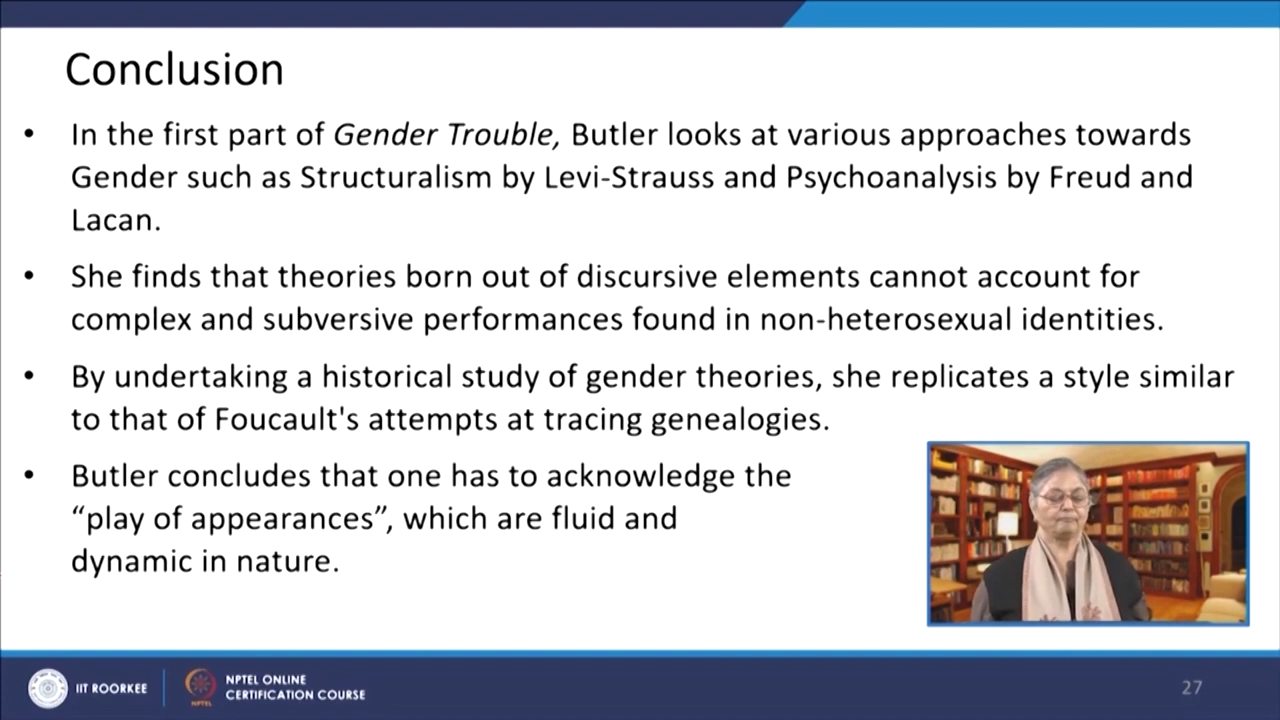 Conclusion
• In the first part of Gender Trouble, Butler looks at various approaches towards
Gender such as Structuralism by Levi-Strauss and Psychoanalysis by Freud and
Lacan.
• She finds that theories born out of discursive elements cannot account for
complex and subversive performances found in non-heterosexual identities.
• By undertaking a historical study of gender theories, she replicates a style similar
to that of Foucault's attempts at tracing genealogies.
• Butler concludes that one has to acknowledge the
“play of appearances”, which are fluid and
dynamic in nature.
IIT ROORKEE
NPTEL
NPTEL ONLINE
CERTIFICATION COURSE
27